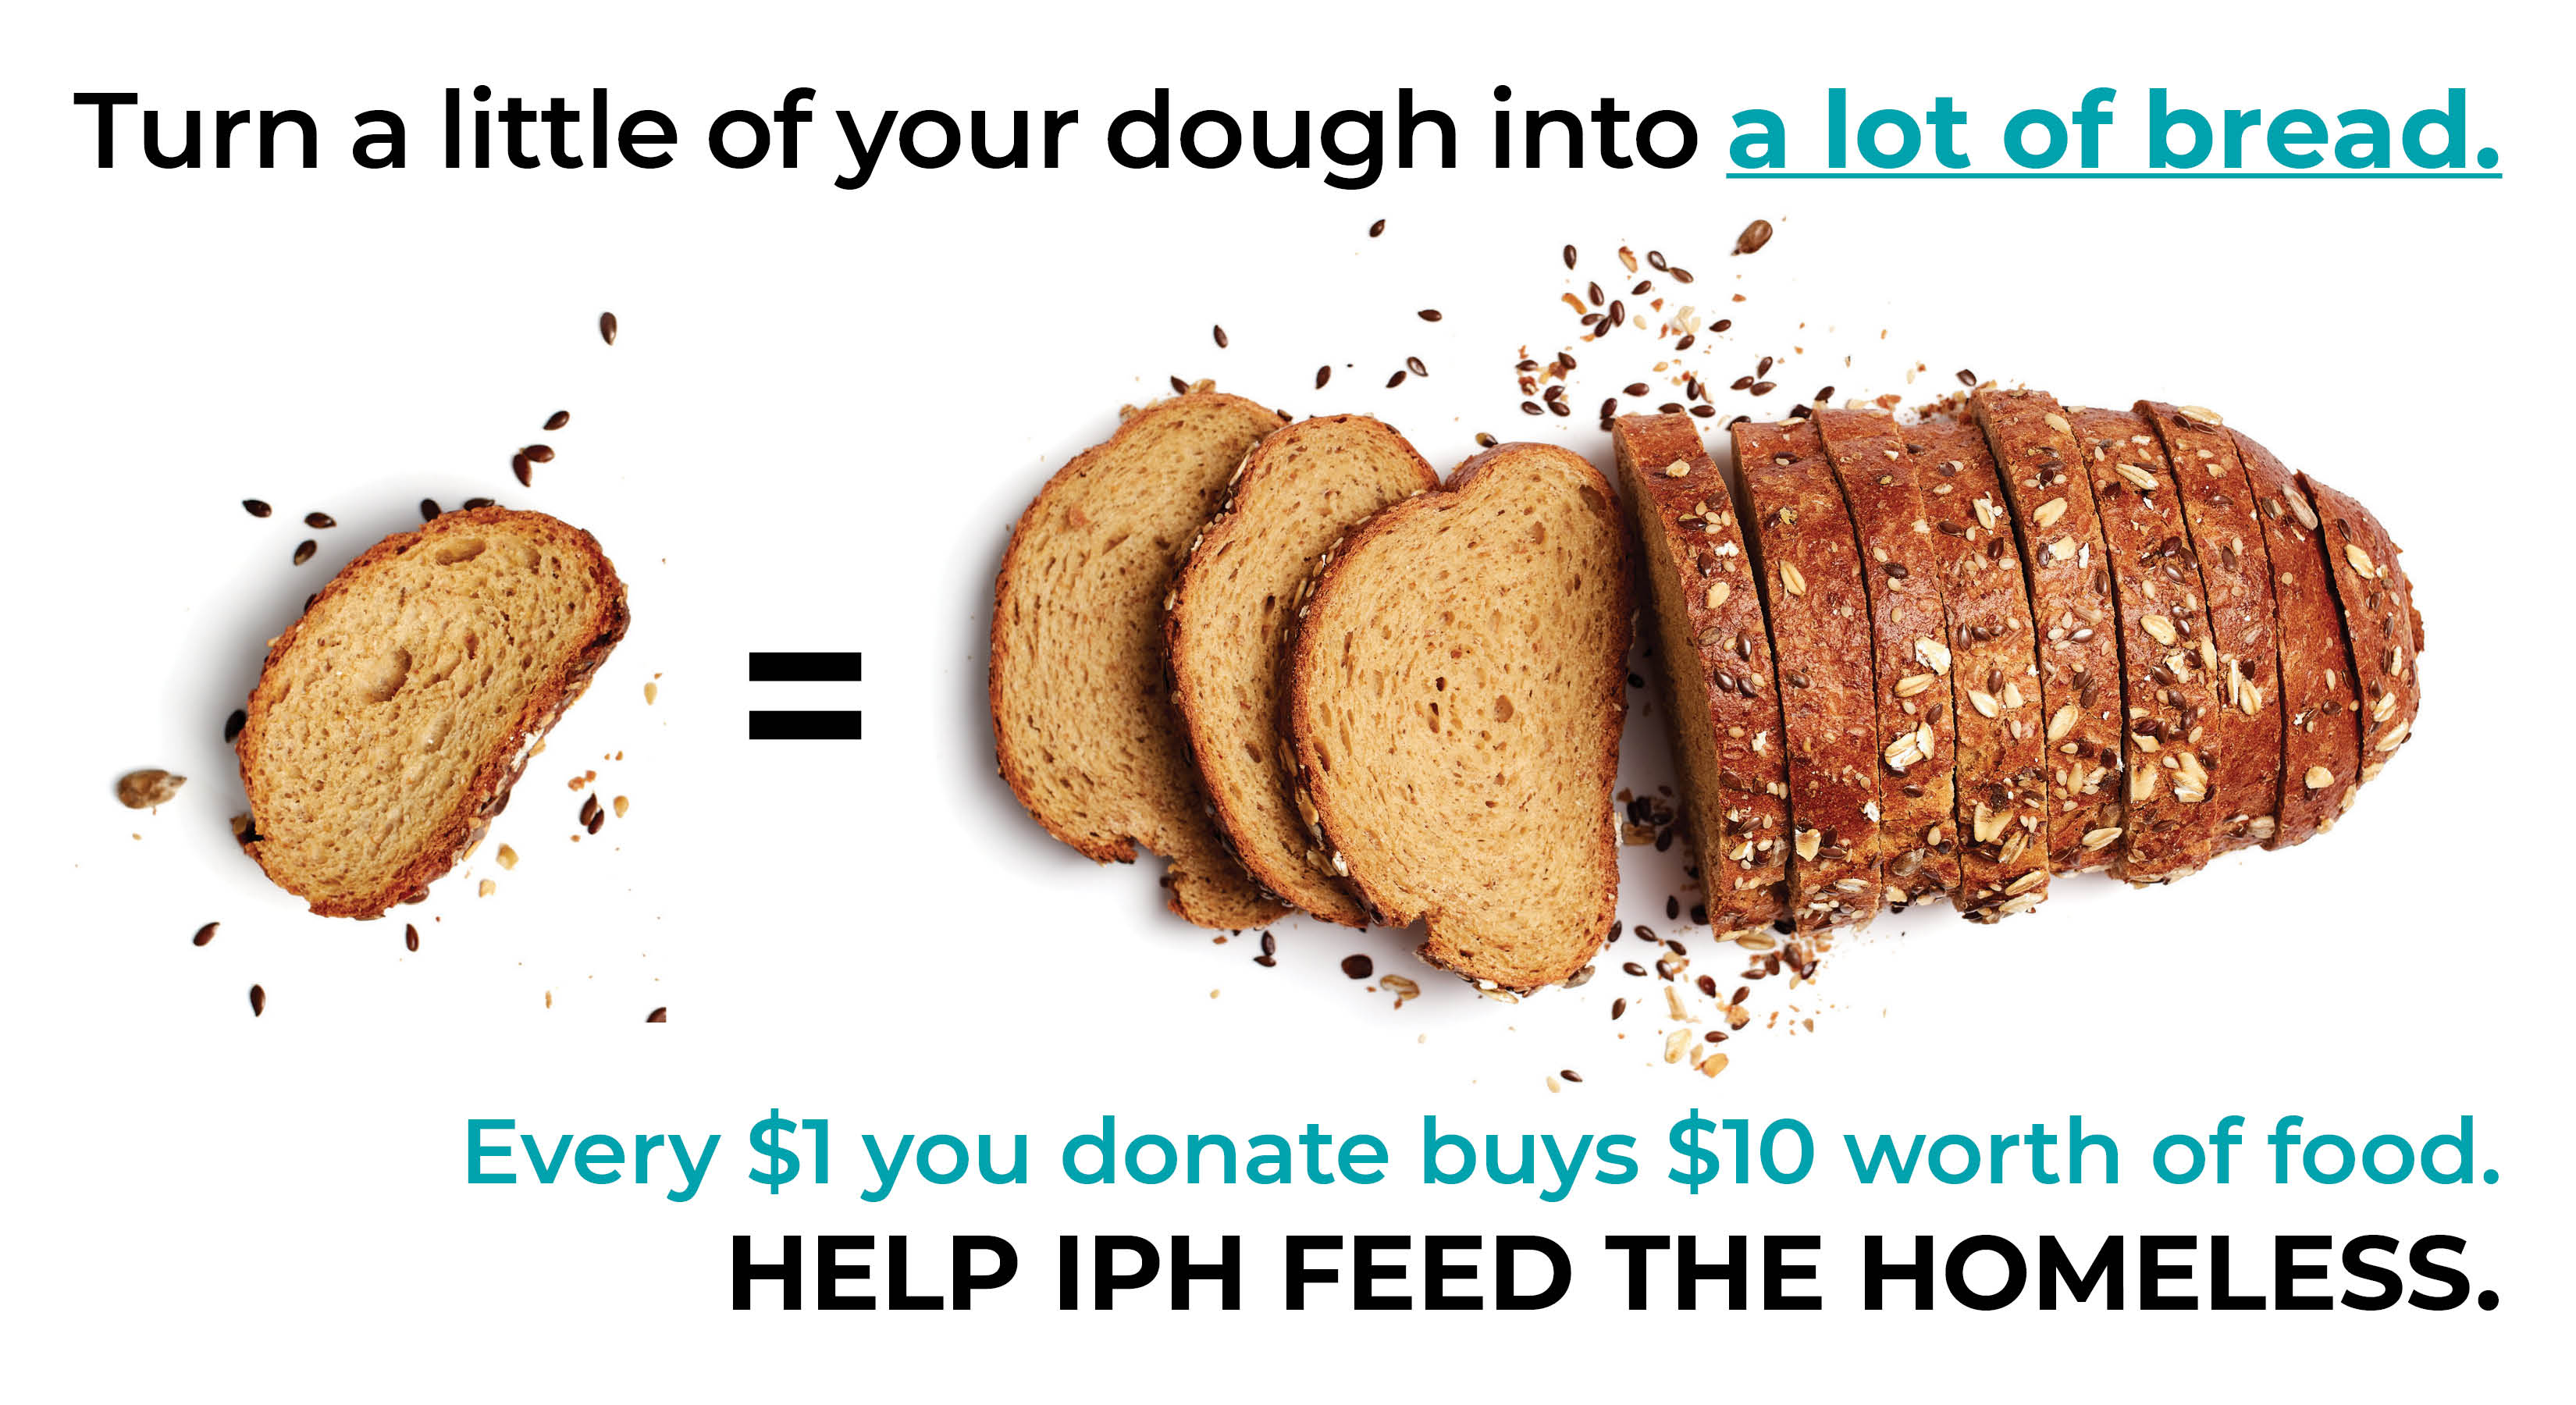 Turn a little of your dough into a lot of bread.
=
Every $1 you donate buys $10 worth of food.
HELP IPH FEED THE HOMELESS.